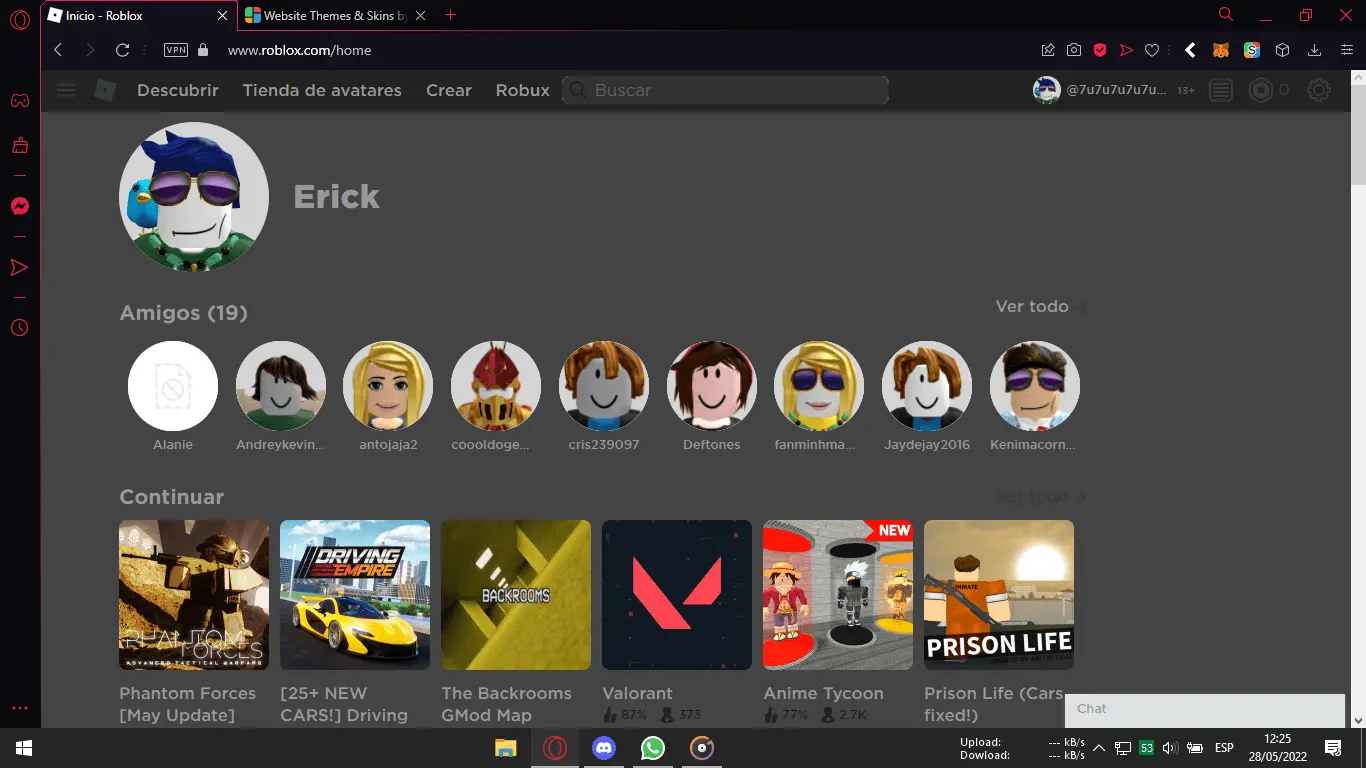 Inicio - Roblox
Website Themes & Skins by
VPN
www.roblox.com/home
Descubrir
Tienda de avatares
Crear
Robux
Buscar
@7u7u7u7u7u...
13+
0
Erick
Amigos (19)
Ver todo →
Alanie
Andreykevin...
antojaja2
coooldoge...
cris239097
Deftones
fanminhma...
Jaydejay2016
Kenimacorn...
Continuar
Ver todo →
PHANTOM
FORCES
ADVANCED TACTICAL WARFARE
DRIVING
EMPIRE
BACKROOMS
NEW
INMATE
PRISON LIFE
Phantom Forces
[May Update]
[25+ NEW
CARS!] Driving
The Backrooms
GMod Map
Valorant
87%
373
Anime Tycoon
77%
2.7K
Prison Life (Cars
fixed!)
Chat
Upload:
--- kB/s
Dowload:
--- kB/s
53
ESP
12:25
28/05/2022